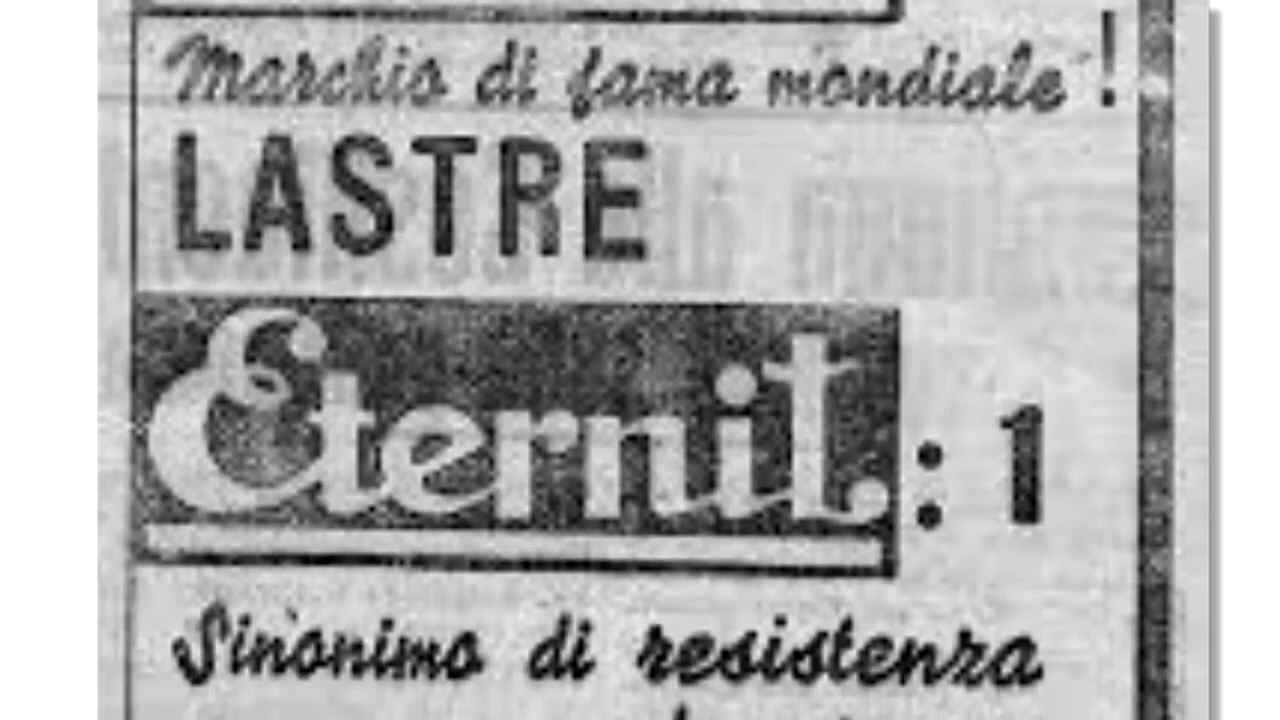 Marchio di fama mondiale !
LASTRE
Eternit : 1
Sinonimo di resistenza